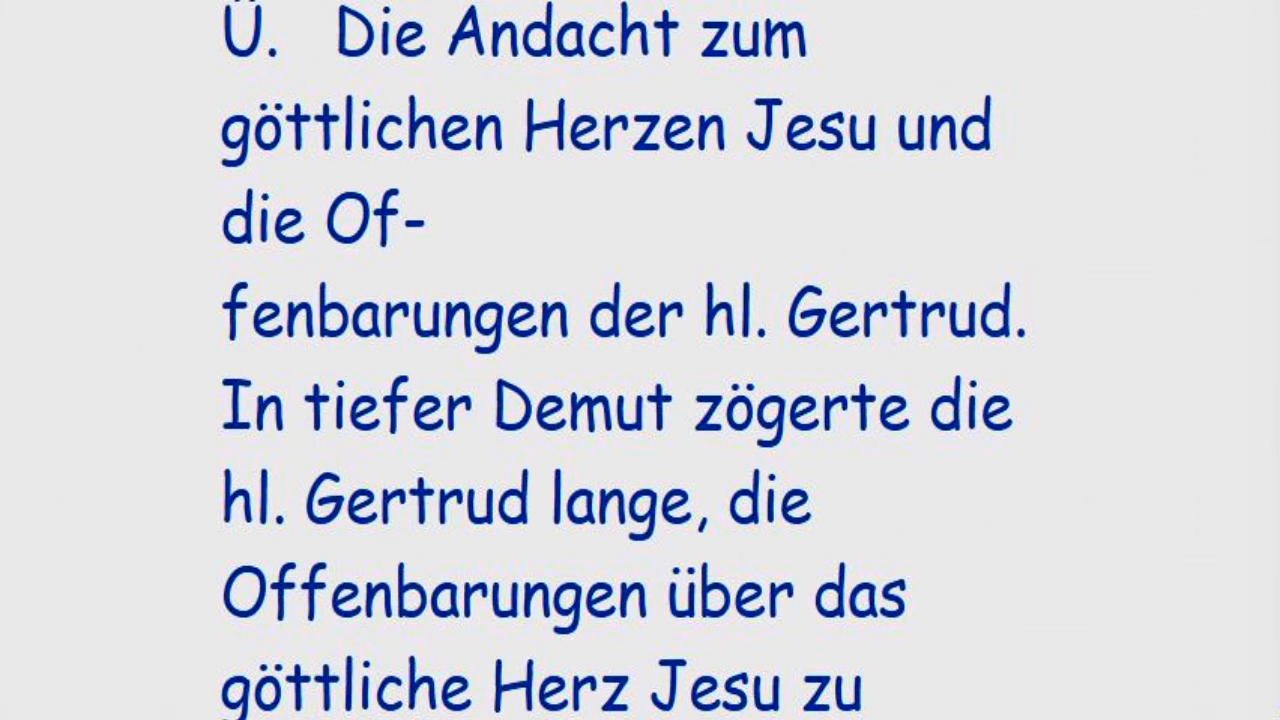 Ü. Die Andacht zum
göttlichen Herzen Jesu und
die Of-
fenbarungen der hl. Gertrud.
In tiefer Demut zögerte die
hl. Gertrud lange, die
Offenbarungen über das
göttliche Herz Jesu zu